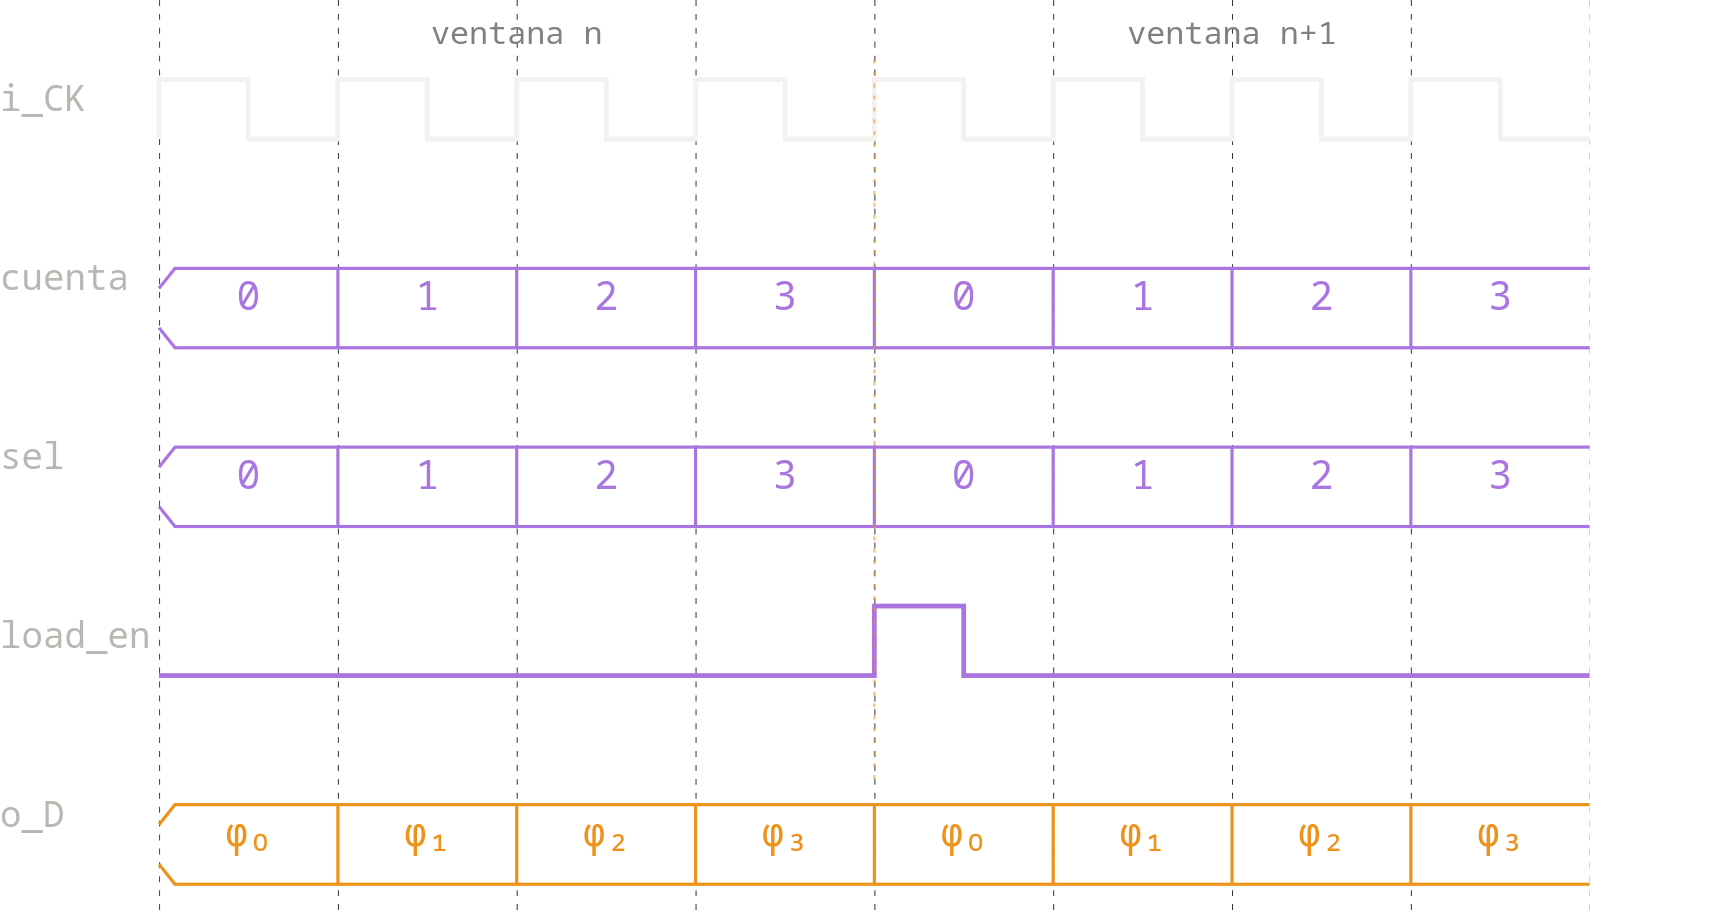 ventana n ventana n+1
i_CK
cuenta 0 1 2 3 0 1 2 3
sel 0 1 2 3 0 1 2 3
load_en
o_D φ₀ φ₁ φ₂ φ₃ φ₀ φ₁ φ₂ φ₃